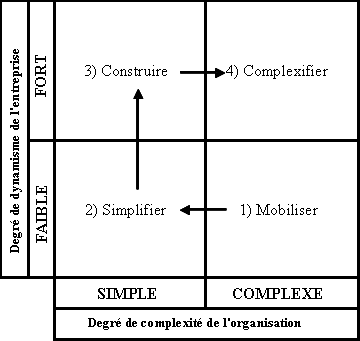 Degré de dynamisme de l'entreprise
FORT
3) Construire
4) Complexifier
FAIBLE
2) Simplifier
1) Mobiliser
SIMPLE
COMPLEXE
Degré de complexité de l'organisation